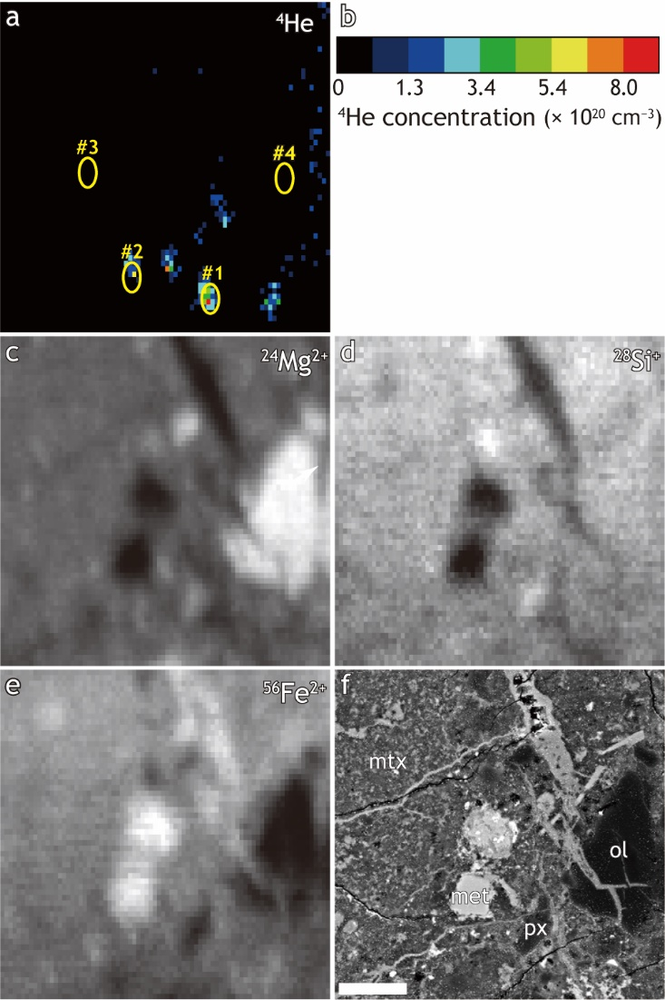 a
⁴He
b
#3
#4
#2
#1
0 1.3 3.4 5.4 8.0
⁴He concentration (× 10²⁰ cm⁻³)
c
²⁴Mg²⁺
d
²⁸Si⁺
e
⁵⁶Fe²⁺
f
mtx
ol
met
px